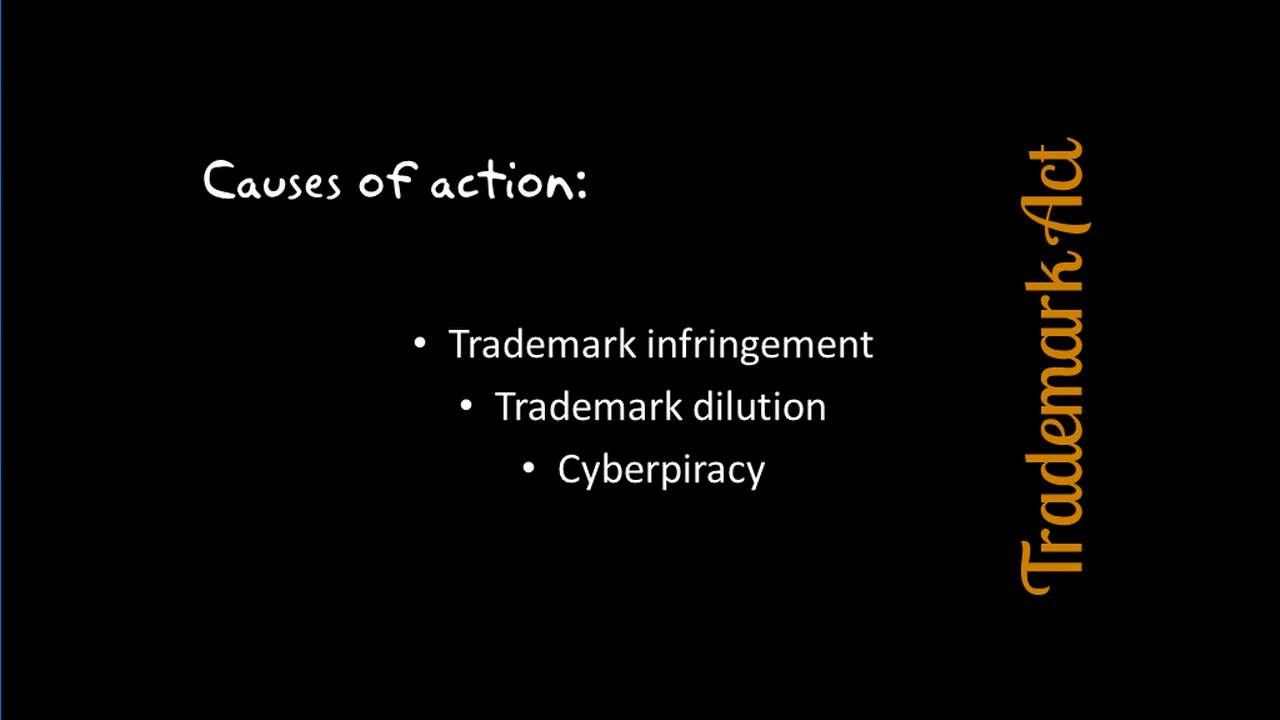 Causes of action:
• Trademark infringement
• Trademark dilution
• Cyberpiracy
Trademark Act